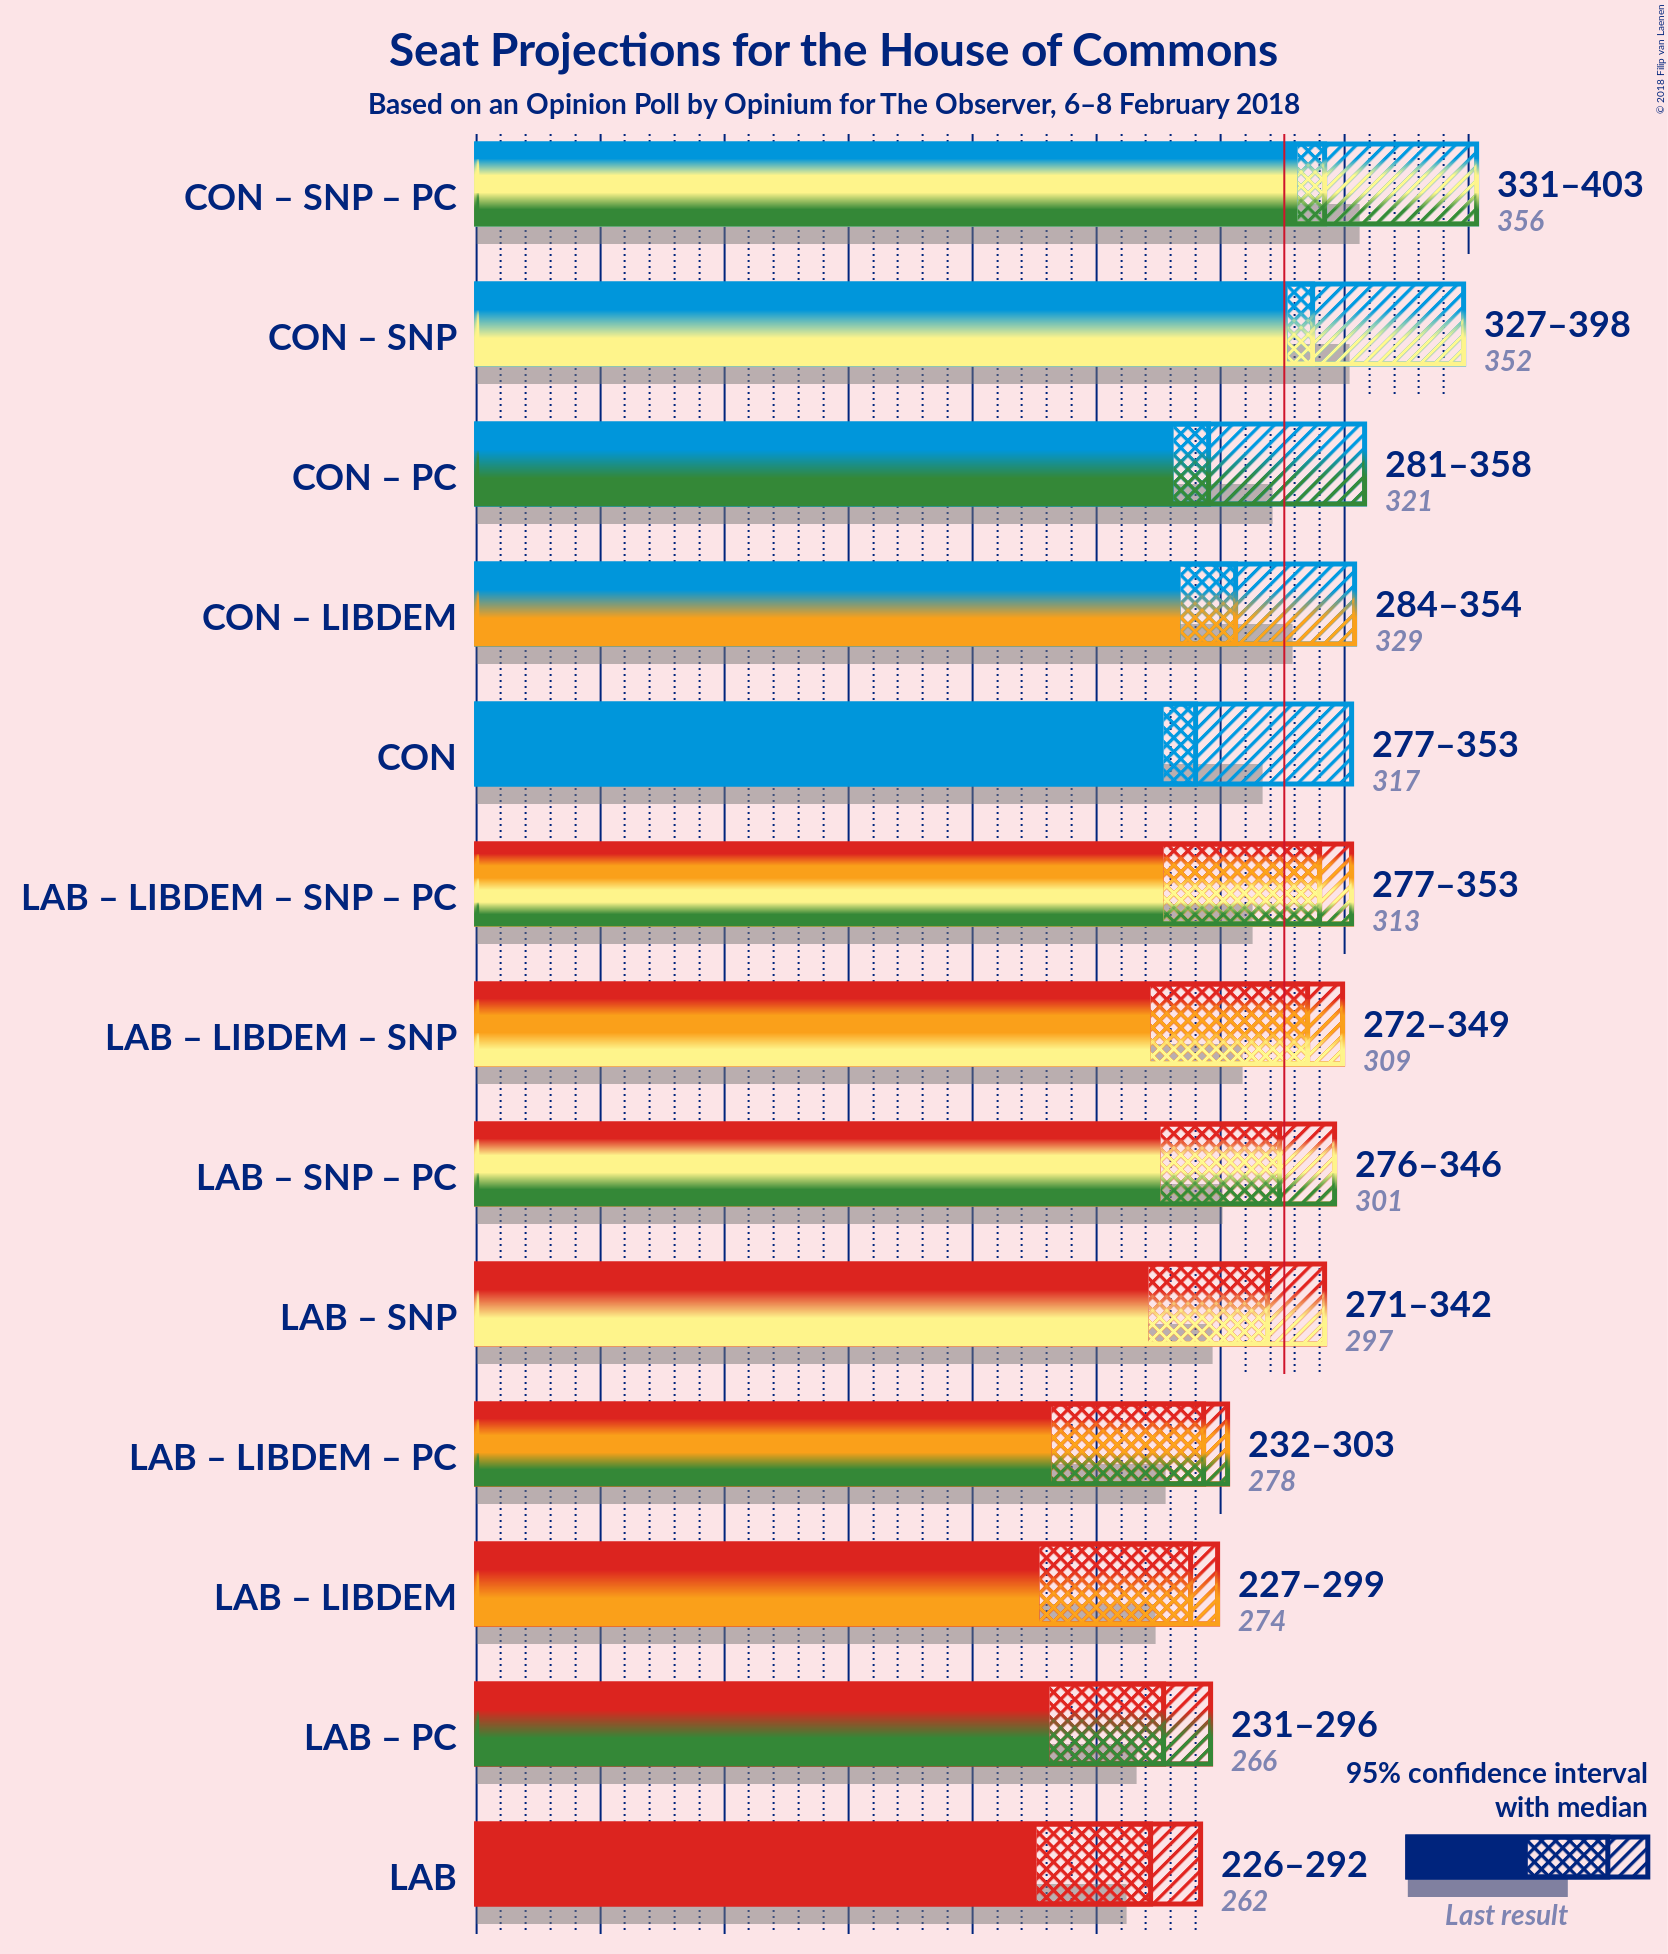 Seat Projections for the House of Commons
Based on an Opinion Poll by Opinium for The Observer, 6–8 February 2018
© 2018 Filip van Laenen
CON – SNP – PC
331–403
356
CON – SNP
327–398
352
CON – PC
281–358
321
CON – LIBDEM
284–354
329
CON
277–353
317
LAB – LIBDEM – SNP – PC
277–353
313
LAB – LIBDEM – SNP
272–349
309
LAB – SNP – PC
276–346
301
LAB – SNP
271–342
297
LAB – LIBDEM – PC
232–303
278
LAB – LIBDEM
227–299
274
LAB – PC
231–296
266
LAB
226–292
262
95% confidence interval
with median
Last result